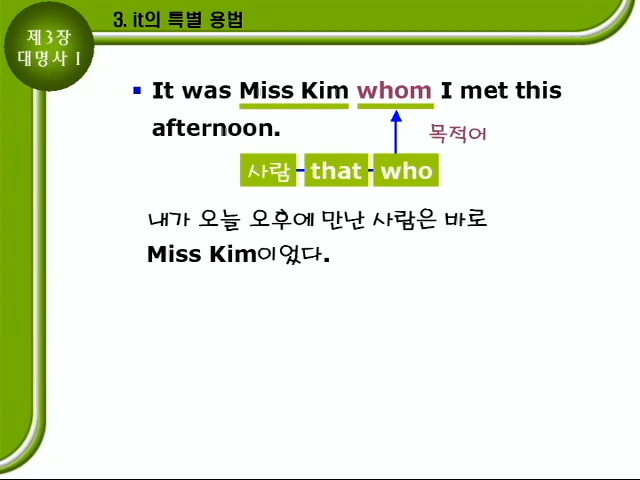 제3장
대명사 I
3. it의 특별 용법
It was Miss Kim whom I met this
afternoon.
목적어
사람 that who
내가 오늘 오후에 만난 사람은 바로
Miss Kim이었다.